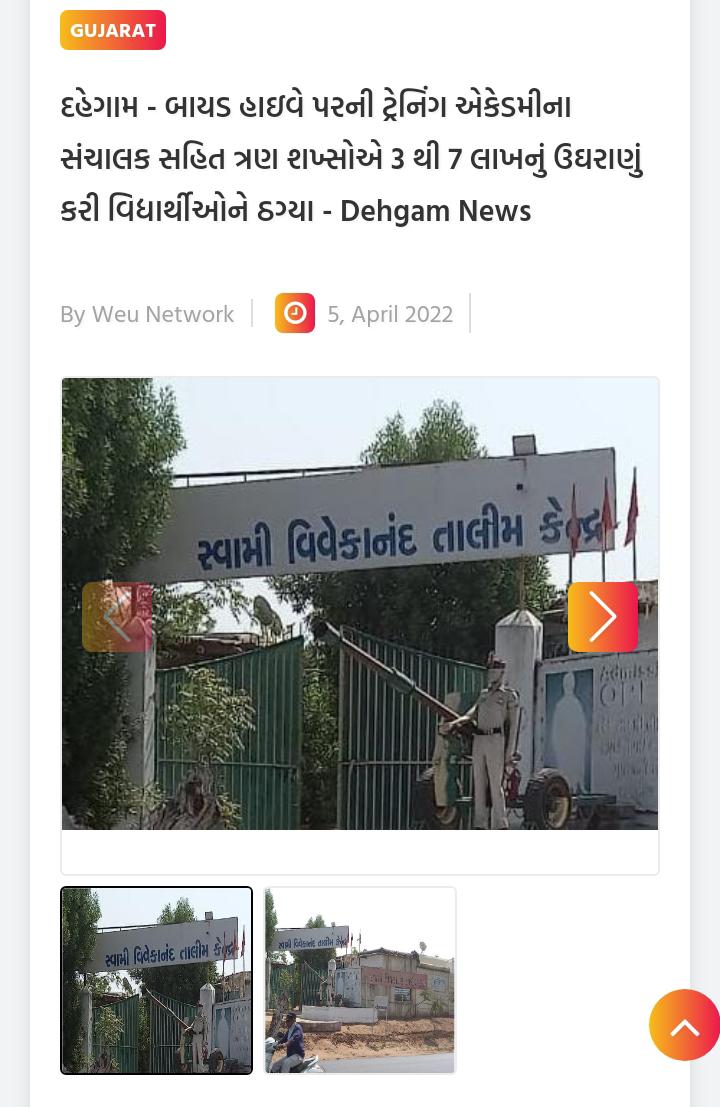 GUJARAT
દહેગામ - બાયડ હાઇવે પરની ટ્રેનિંગ એકેડમીના
સંચાલક સહિત ત્રણ શખ્સોએ 3 થી 7 લાખનું ઉઘરાણું
કરી વિદ્યાર્થીઓને ઠગ્યા - Dehgam News
By Weu Network
5, April 2022
સ્વામી વિવેકાનંદ તાલીમ કેન્દ્ર
સ્વામી વિવેકાનંદ તાલીમ કેન્દ્ર
સ્વામી વિવેકાનંદ તાલીમ કેન્દ્ર